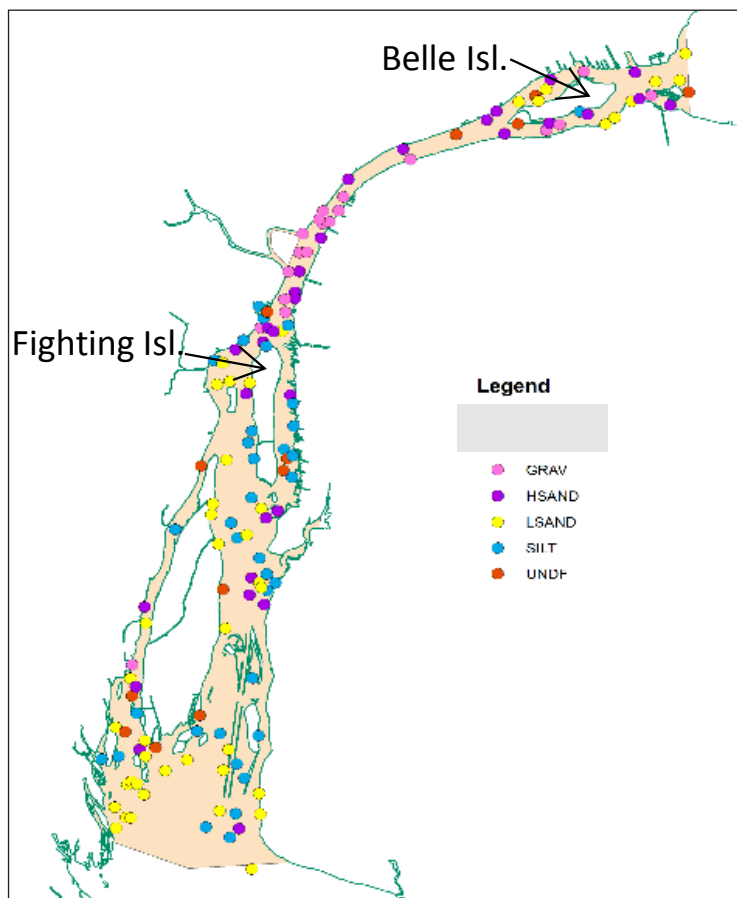 Belle Isl.
Fighting Isl.
Legend
GRAV
HSAND
LSAND
SILT
UNDF